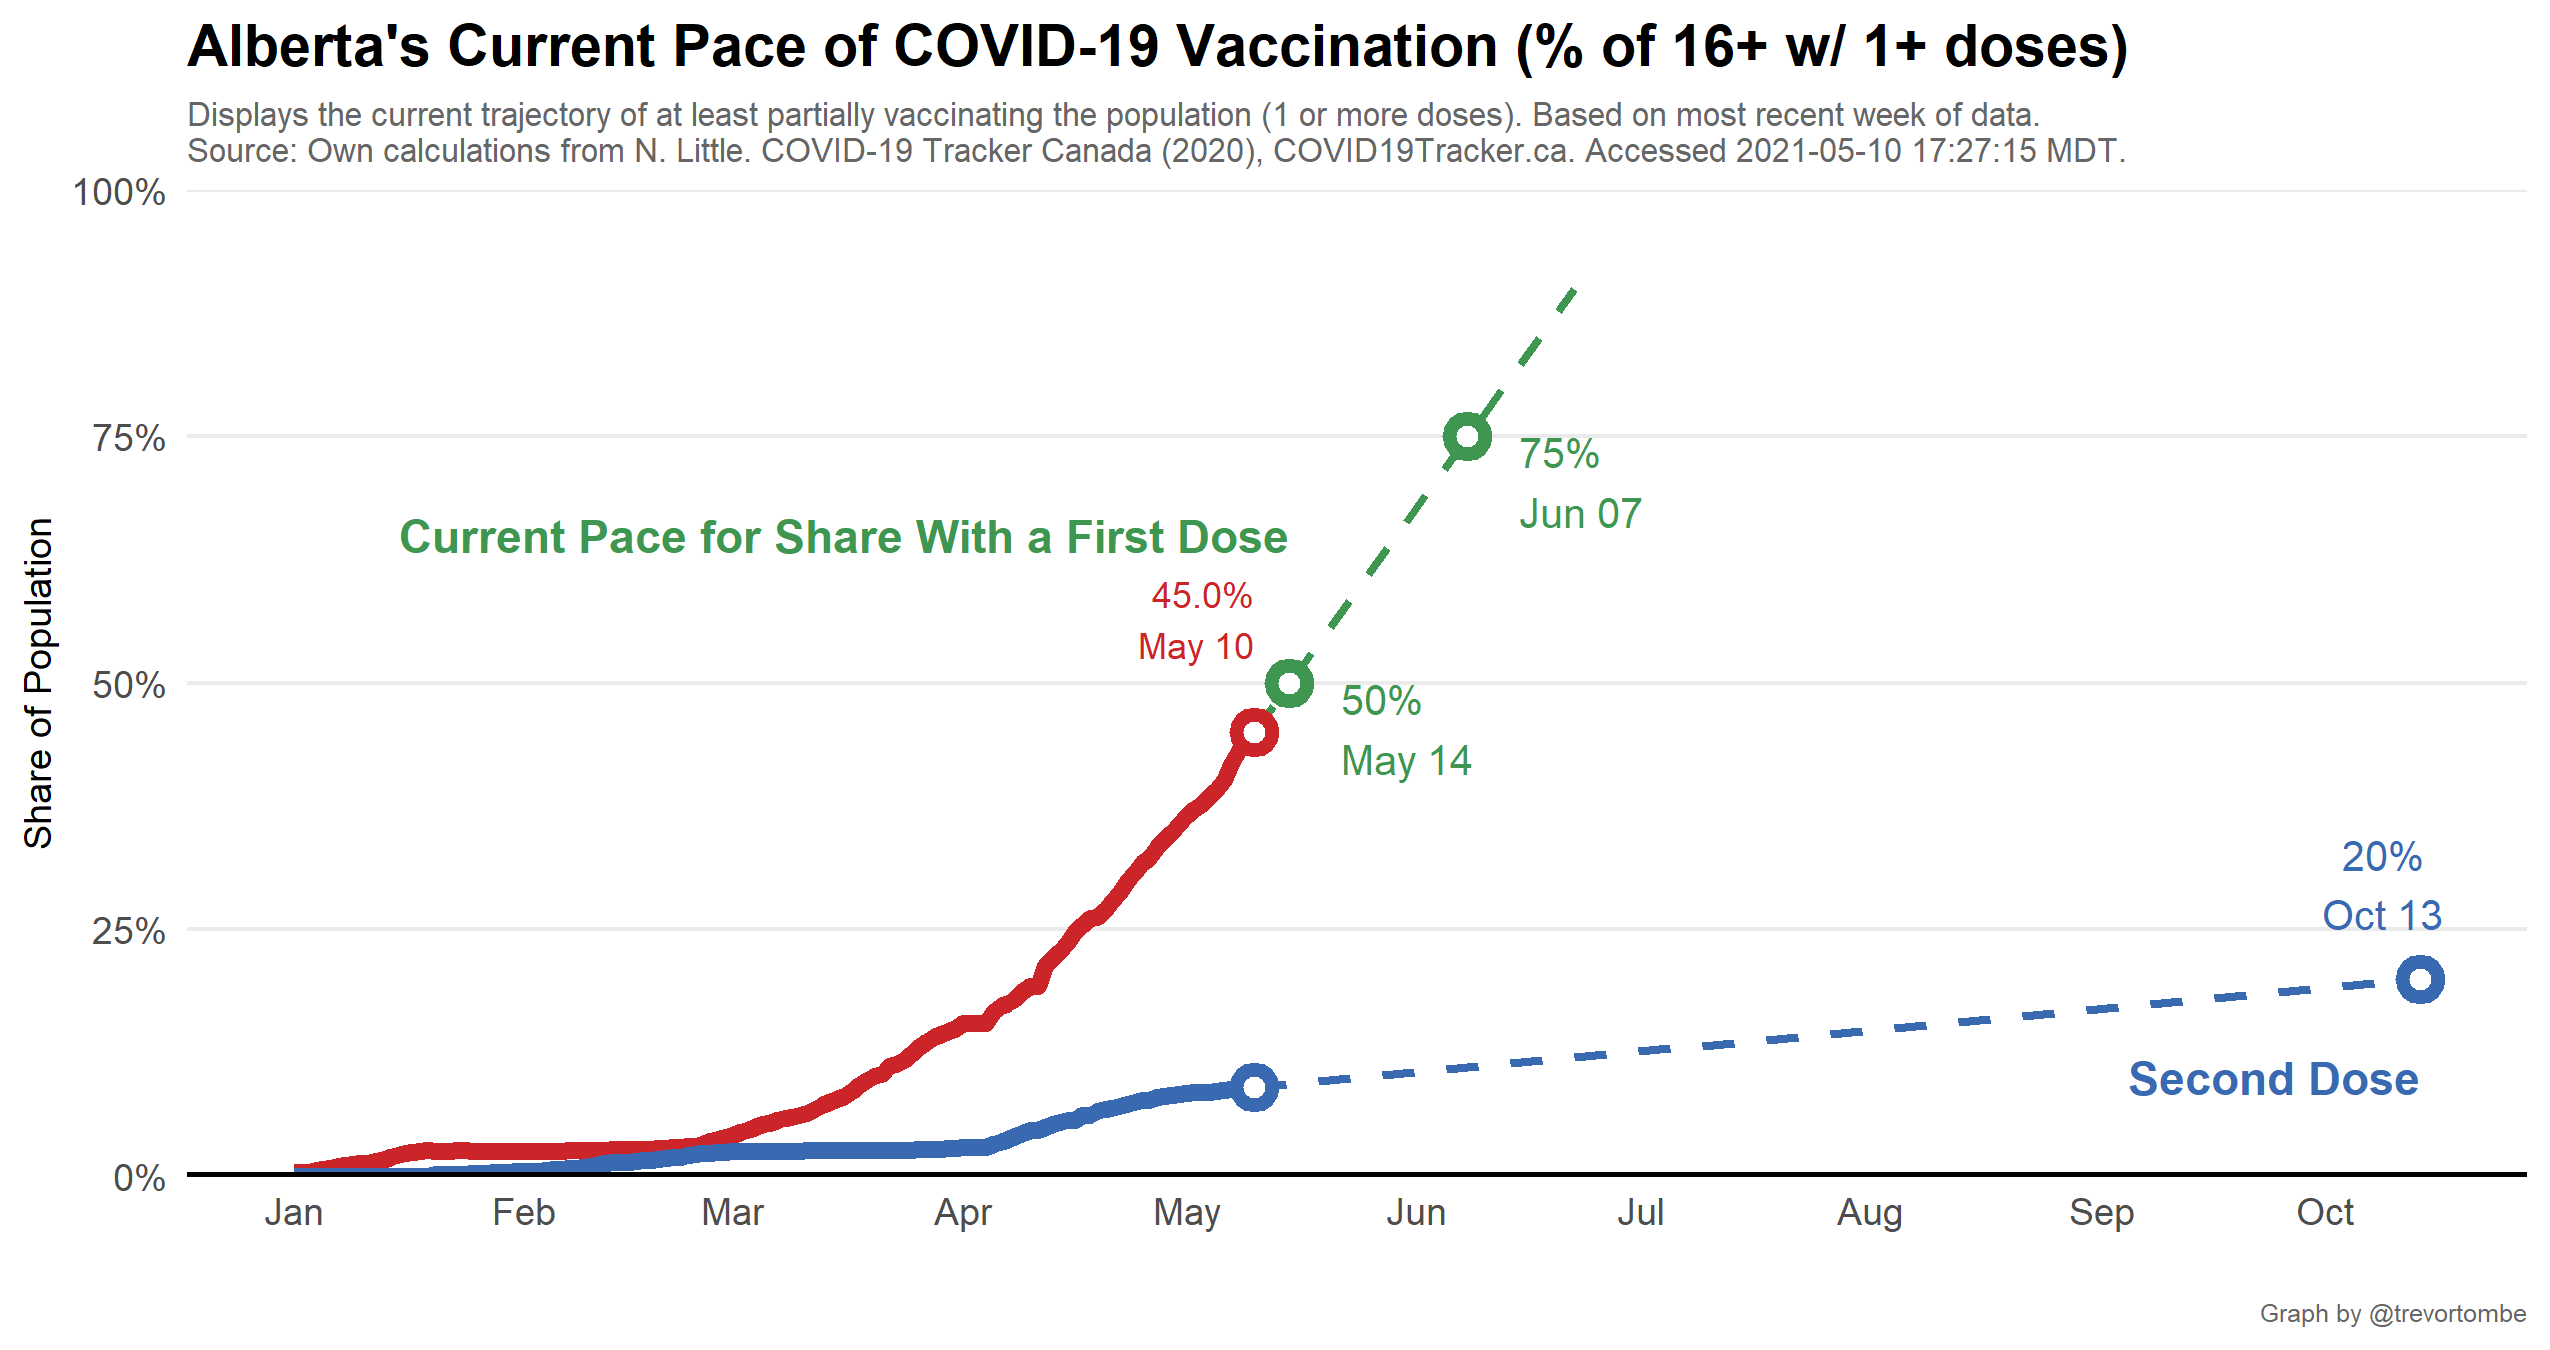 Alberta's Current Pace of COVID-19 Vaccination (% of 16+ w/ 1+ doses)
Displays the current trajectory of at least partially vaccinating the population (1 or more doses). Based on most recent week of data.
Source: Own calculations from N. Little. COVID-19 Tracker Canada (2020), COVID19Tracker.ca. Accessed 2021-05-10 17:27:15 MDT.
100%
75%
50%
25%
0%
Share of Population
Current Pace for Share With a First Dose
45.0%
May 10
75%
Jun 07
50%
May 14
20%
Oct 13
Second Dose
Jan Feb Mar Apr May Jun Jul Aug Sep Oct
Graph by @trevortombe